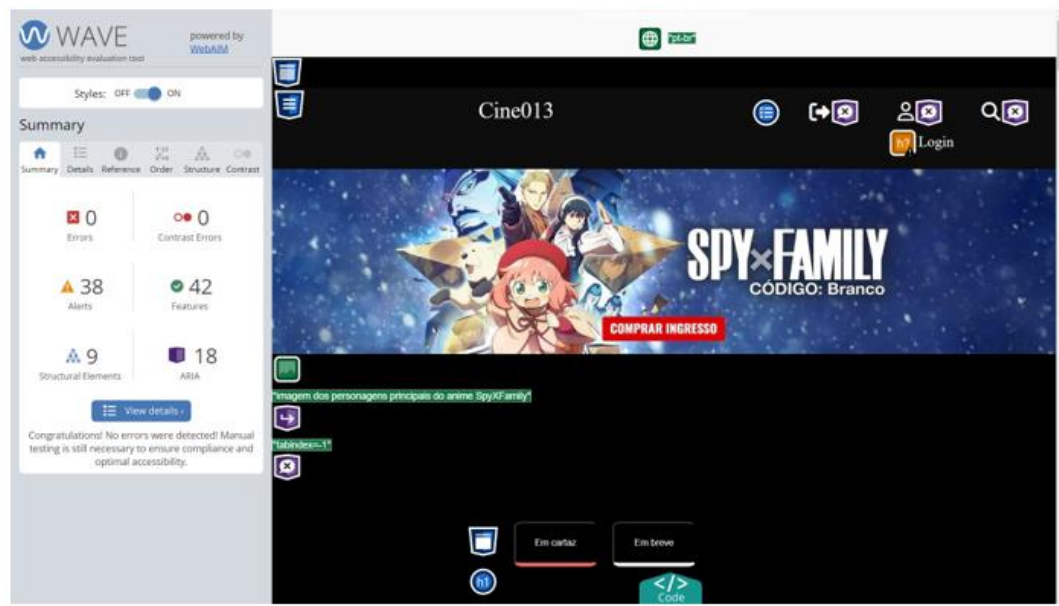 WAVE
powered by
WebAIM
web accessibility evaluation tool
Styles: OFF ON
Summary
Summary Details Reference Order Structure Contrast
0
Errors
0
Contrast Errors
38
Alerts
42
Features
9
Structural Elements
18
ARIA
View details ›
Congratulations! No errors were detected! Manual
testing is still necessary to ensure compliance and
optimal accessibility.
"pt-br"
Cine013
Login
SPY×FAMILY
CÓDIGO: Branco
COMPRAR INGRESSO
"Imagem dos personagens principais do anime SpyXFamily"
"tabindex=-1"
Em cartaz
Em breve
h1
</>
Code